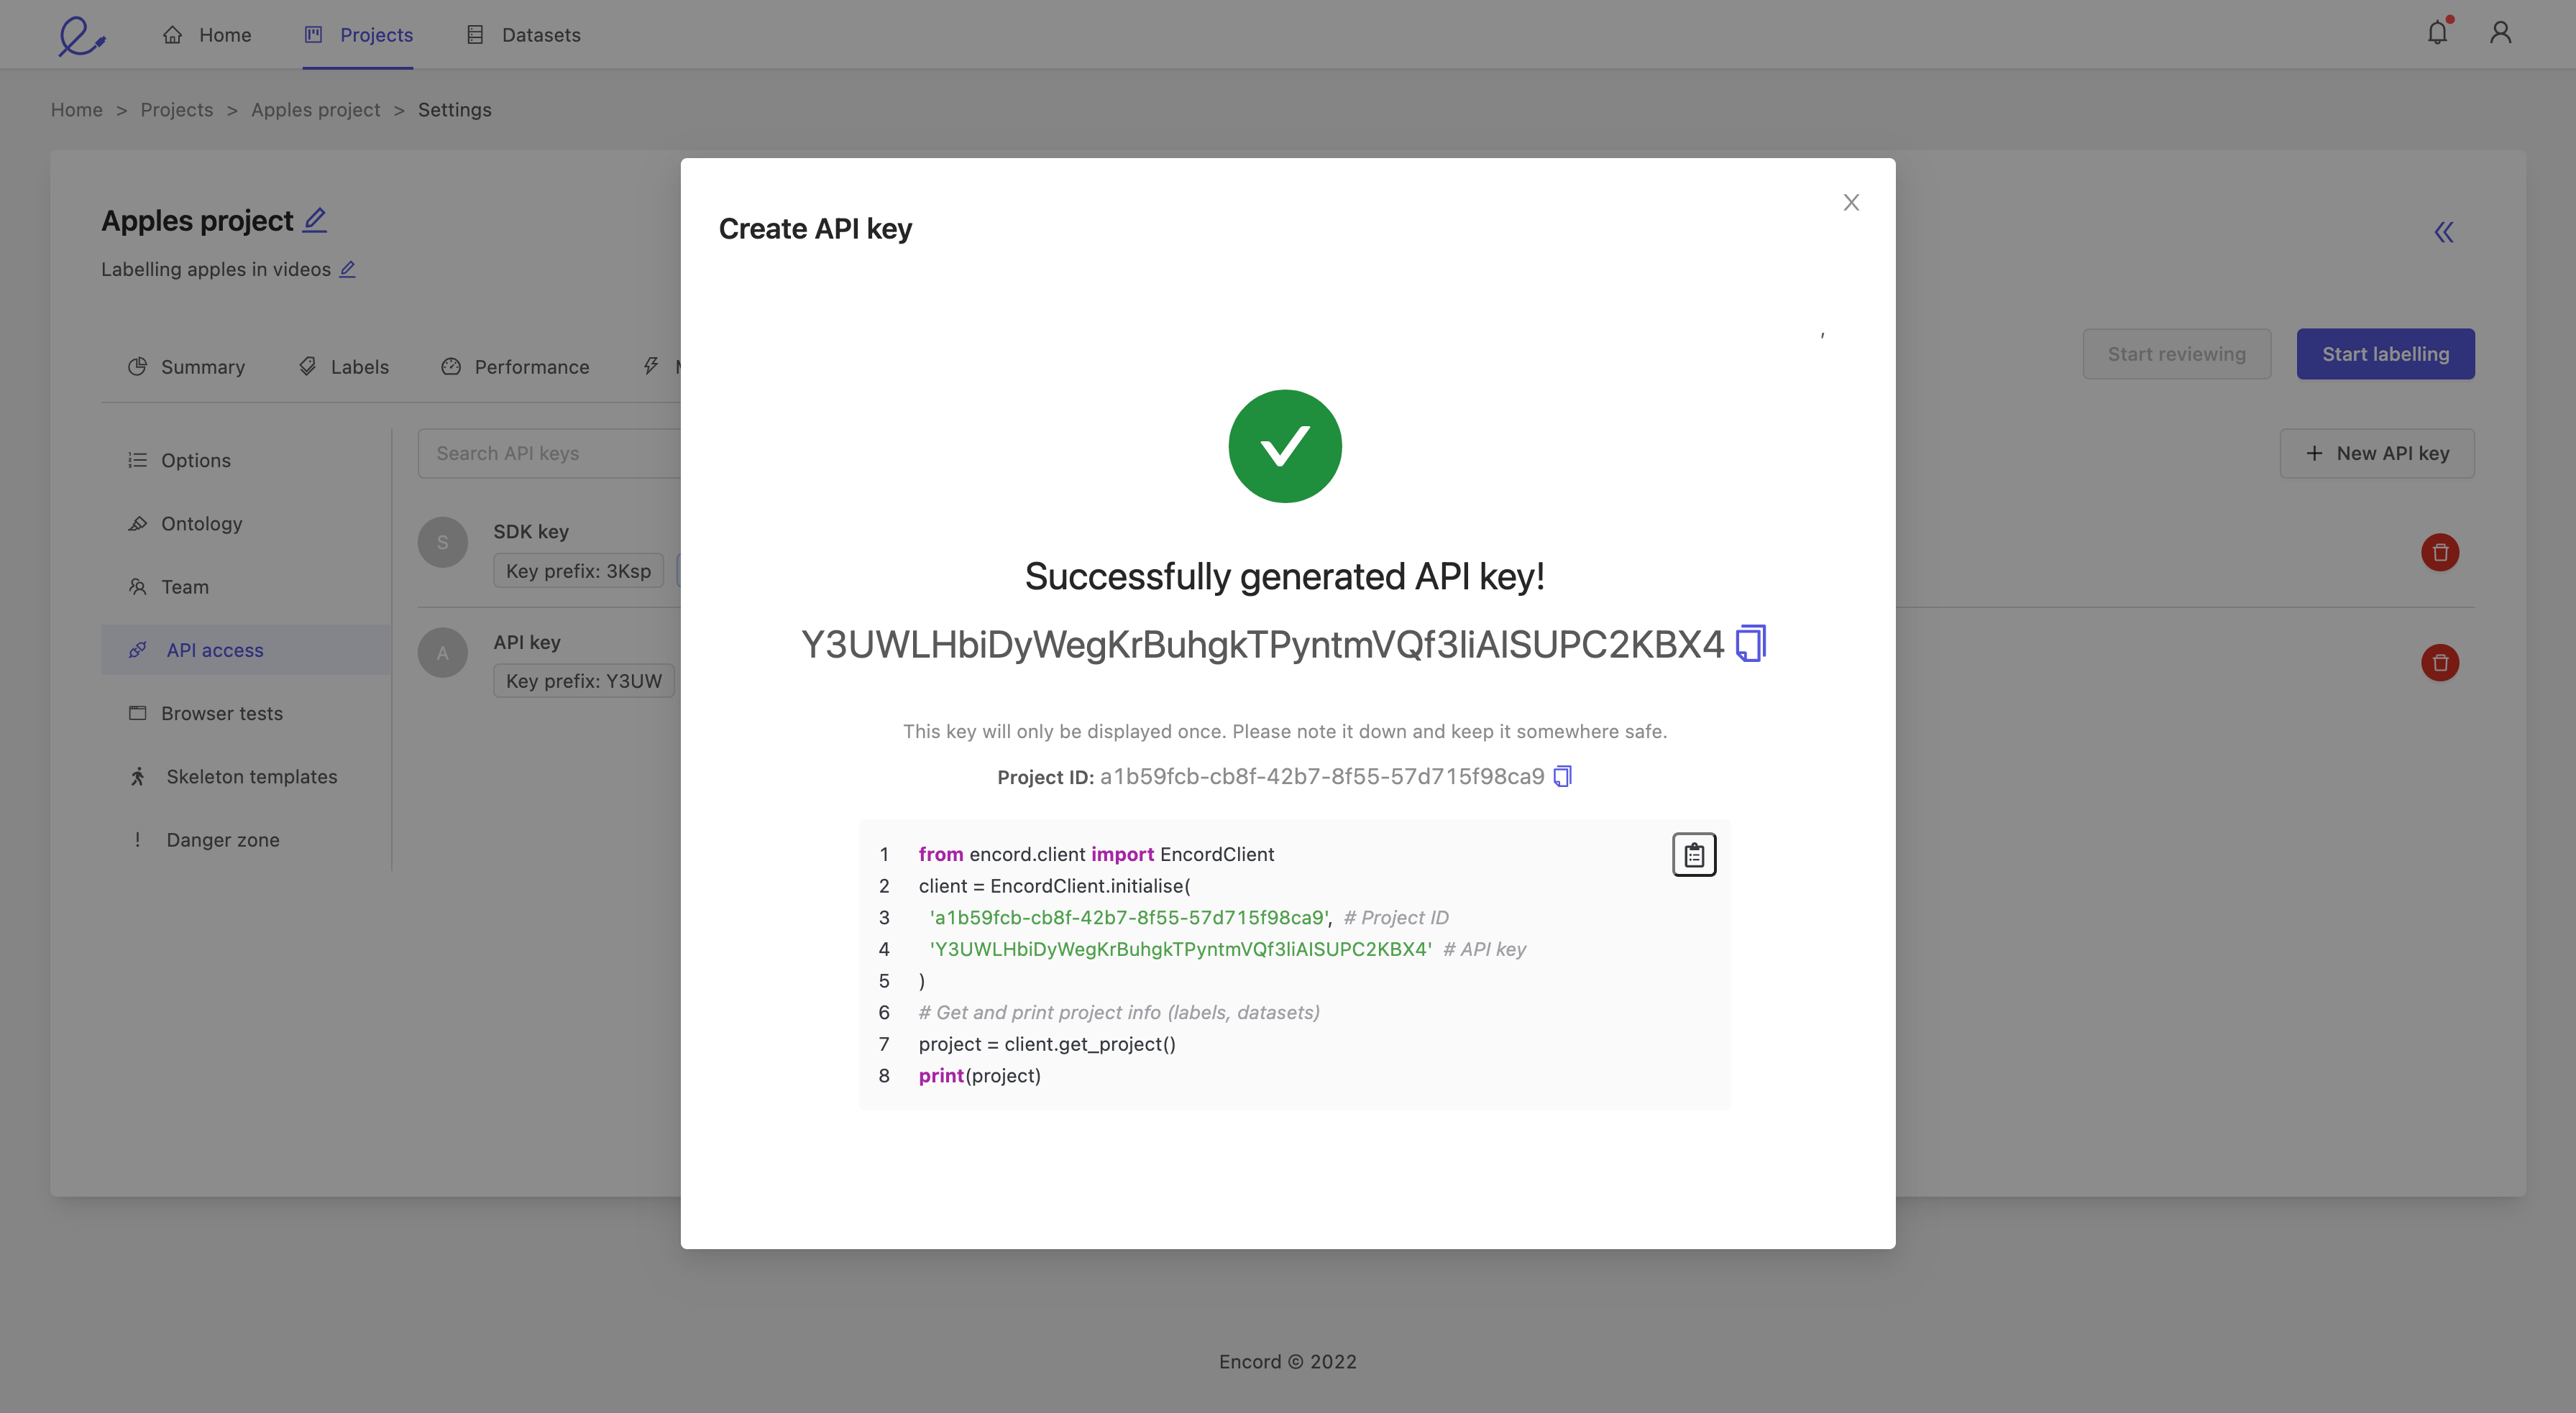 Home Projects Datasets
Home > Projects > Apples project > Settings
Apples project
Labelling apples in videos
Summary Labels Performance
Start reviewing Start labelling
Options
Ontology
Team
API access
Browser tests
Skeleton templates
Danger zone
Search API keys
New API key
S SDK key
Key prefix: 3Ksp
A API key
Key prefix: Y3UW
Create API key
Successfully generated API key!
Y3UWLHbiDyWegKrBuhgkTPyntmVQf3liAISUPC2KBX4
This key will only be displayed once. Please note it down and keep it somewhere safe.
Project ID: a1b59fcb-cb8f-42b7-8f55-57d715f98ca9
1 from encord.client import EncordClient
2 client = EncordClient.initialise(
3 'a1b59fcb-cb8f-42b7-8f55-57d715f98ca9', # Project ID
4 'Y3UWLHbiDyWegKrBuhgkTPyntmVQf3liAISUPC2KBX4' # API key
5 )
6 # Get and print project info (labels, datasets)
7 project = client.get_project()
8 print(project)
Encord © 2022